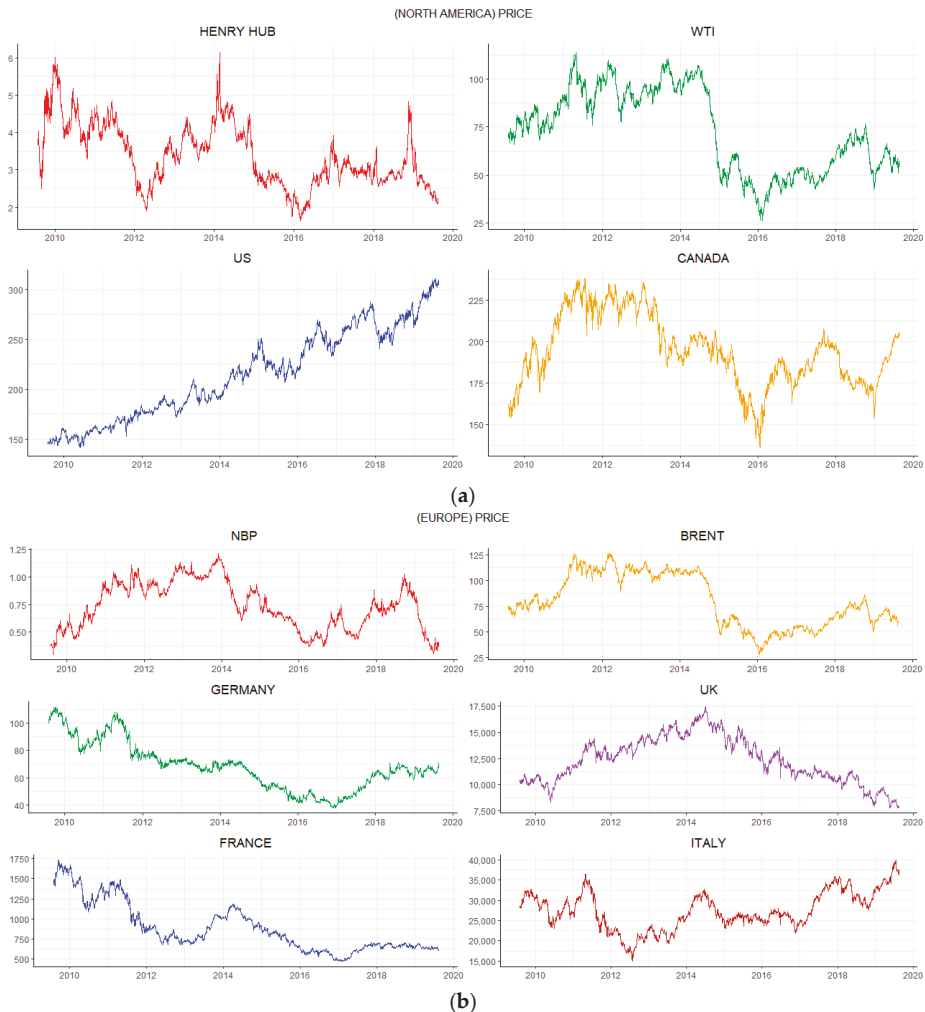 (NORTH AMERICA) PRICE
HENRY HUB
6
5
4
3
2
2010 2012 2014 2016 2018 2020
WTI
100
75
50
25
2010 2012 2014 2016 2018 2020
US
300
250
200
150
2010 2012 2014 2016 2018 2020
CANADA
225
200
175
150
2010 2012 2014 2016 2018 2020
(a)
(EUROPE) PRICE
NBP
1.25
1.00
0.75
0.50
2010 2012 2014 2016 2018 2020
BRENT
125
100
75
50
25
2010 2012 2014 2016 2018 2020
GERMANY
100
80
60
40
2010 2012 2014 2016 2018 2020
UK
17,500
15,000
12,500
10,000
7,500
2010 2012 2014 2016 2018 2020
FRANCE
1750
1500
1250
1000
750
500
2010 2012 2014 2016 2018 2020
ITALY
40,000
35,000
30,000
25,000
20,000
15,000
2010 2012 2014 2016 2018 2020
(b)